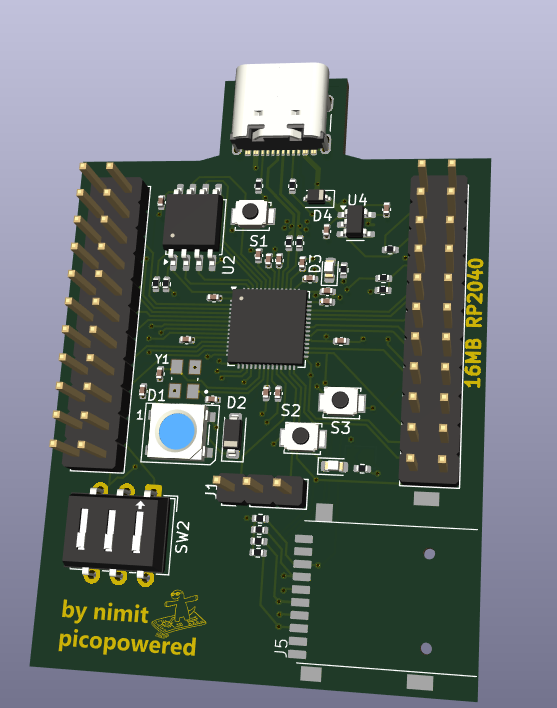 U4
D4
S1
U2
D3
16MB RP2040
Y1
D1
1
D2
S2
S3
J1
SW2
by nimit
picopowered
J5